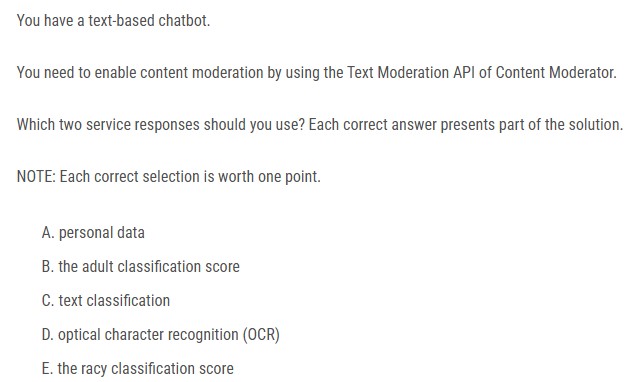 You have a text-based chatbot.
You need to enable content moderation by using the Text Moderation API of Content Moderator.
Which two service responses should you use? Each correct answer presents part of the solution.
NOTE: Each correct selection is worth one point.
A. personal data
B. the adult classification score
C. text classification
D. optical character recognition (OCR)
E. the racy classification score